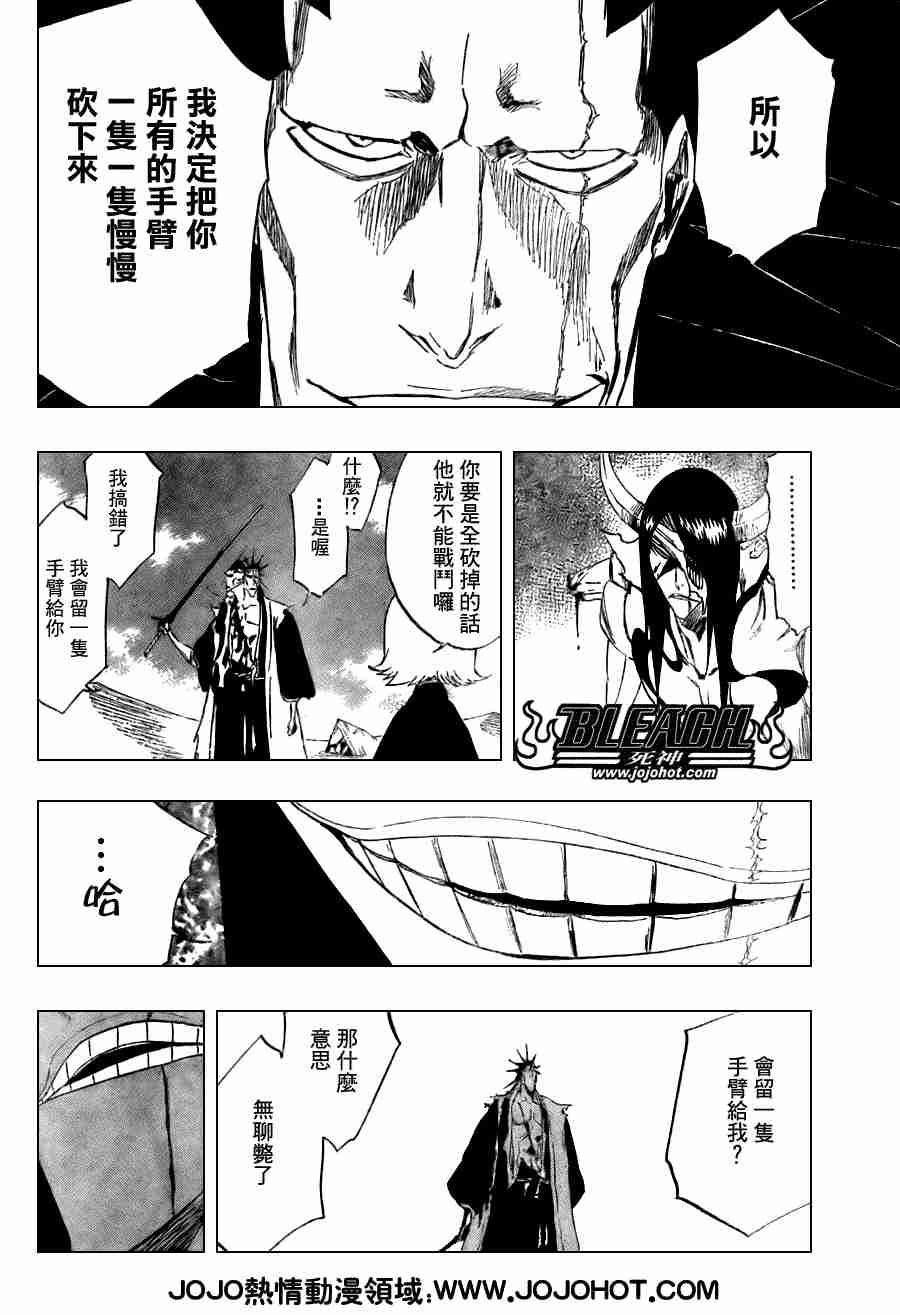 所以
我決定把你
所有的手臂
一隻一隻慢慢
砍下來
………
你要是全砍掉的話
他就不能戰鬥囉
什麼!?
…是喔
我搞錯了
我會留一隻
手臂給你
BLEACH
死神
www.jojohot.com
…哈
會留一隻
手臂給我?
那什麼
意思
無聊斃了
JOJO熱情動漫領域:WWW.JOJOHOT.COM